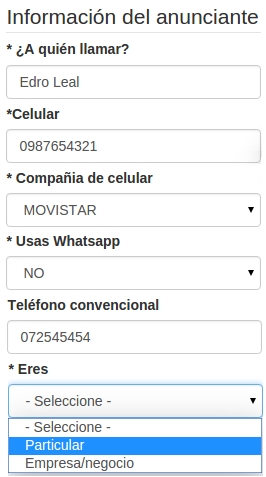 Información del anunciante
* ¿A quién llamar?
Edro Leal
*Celular
0987654321
* Compañia de celular
MOVISTAR
* Usas Whatsapp
NO
Teléfono convencional
072545454
* Eres
- Seleccione -
- Seleccione -
Particular
Empresa/negocio